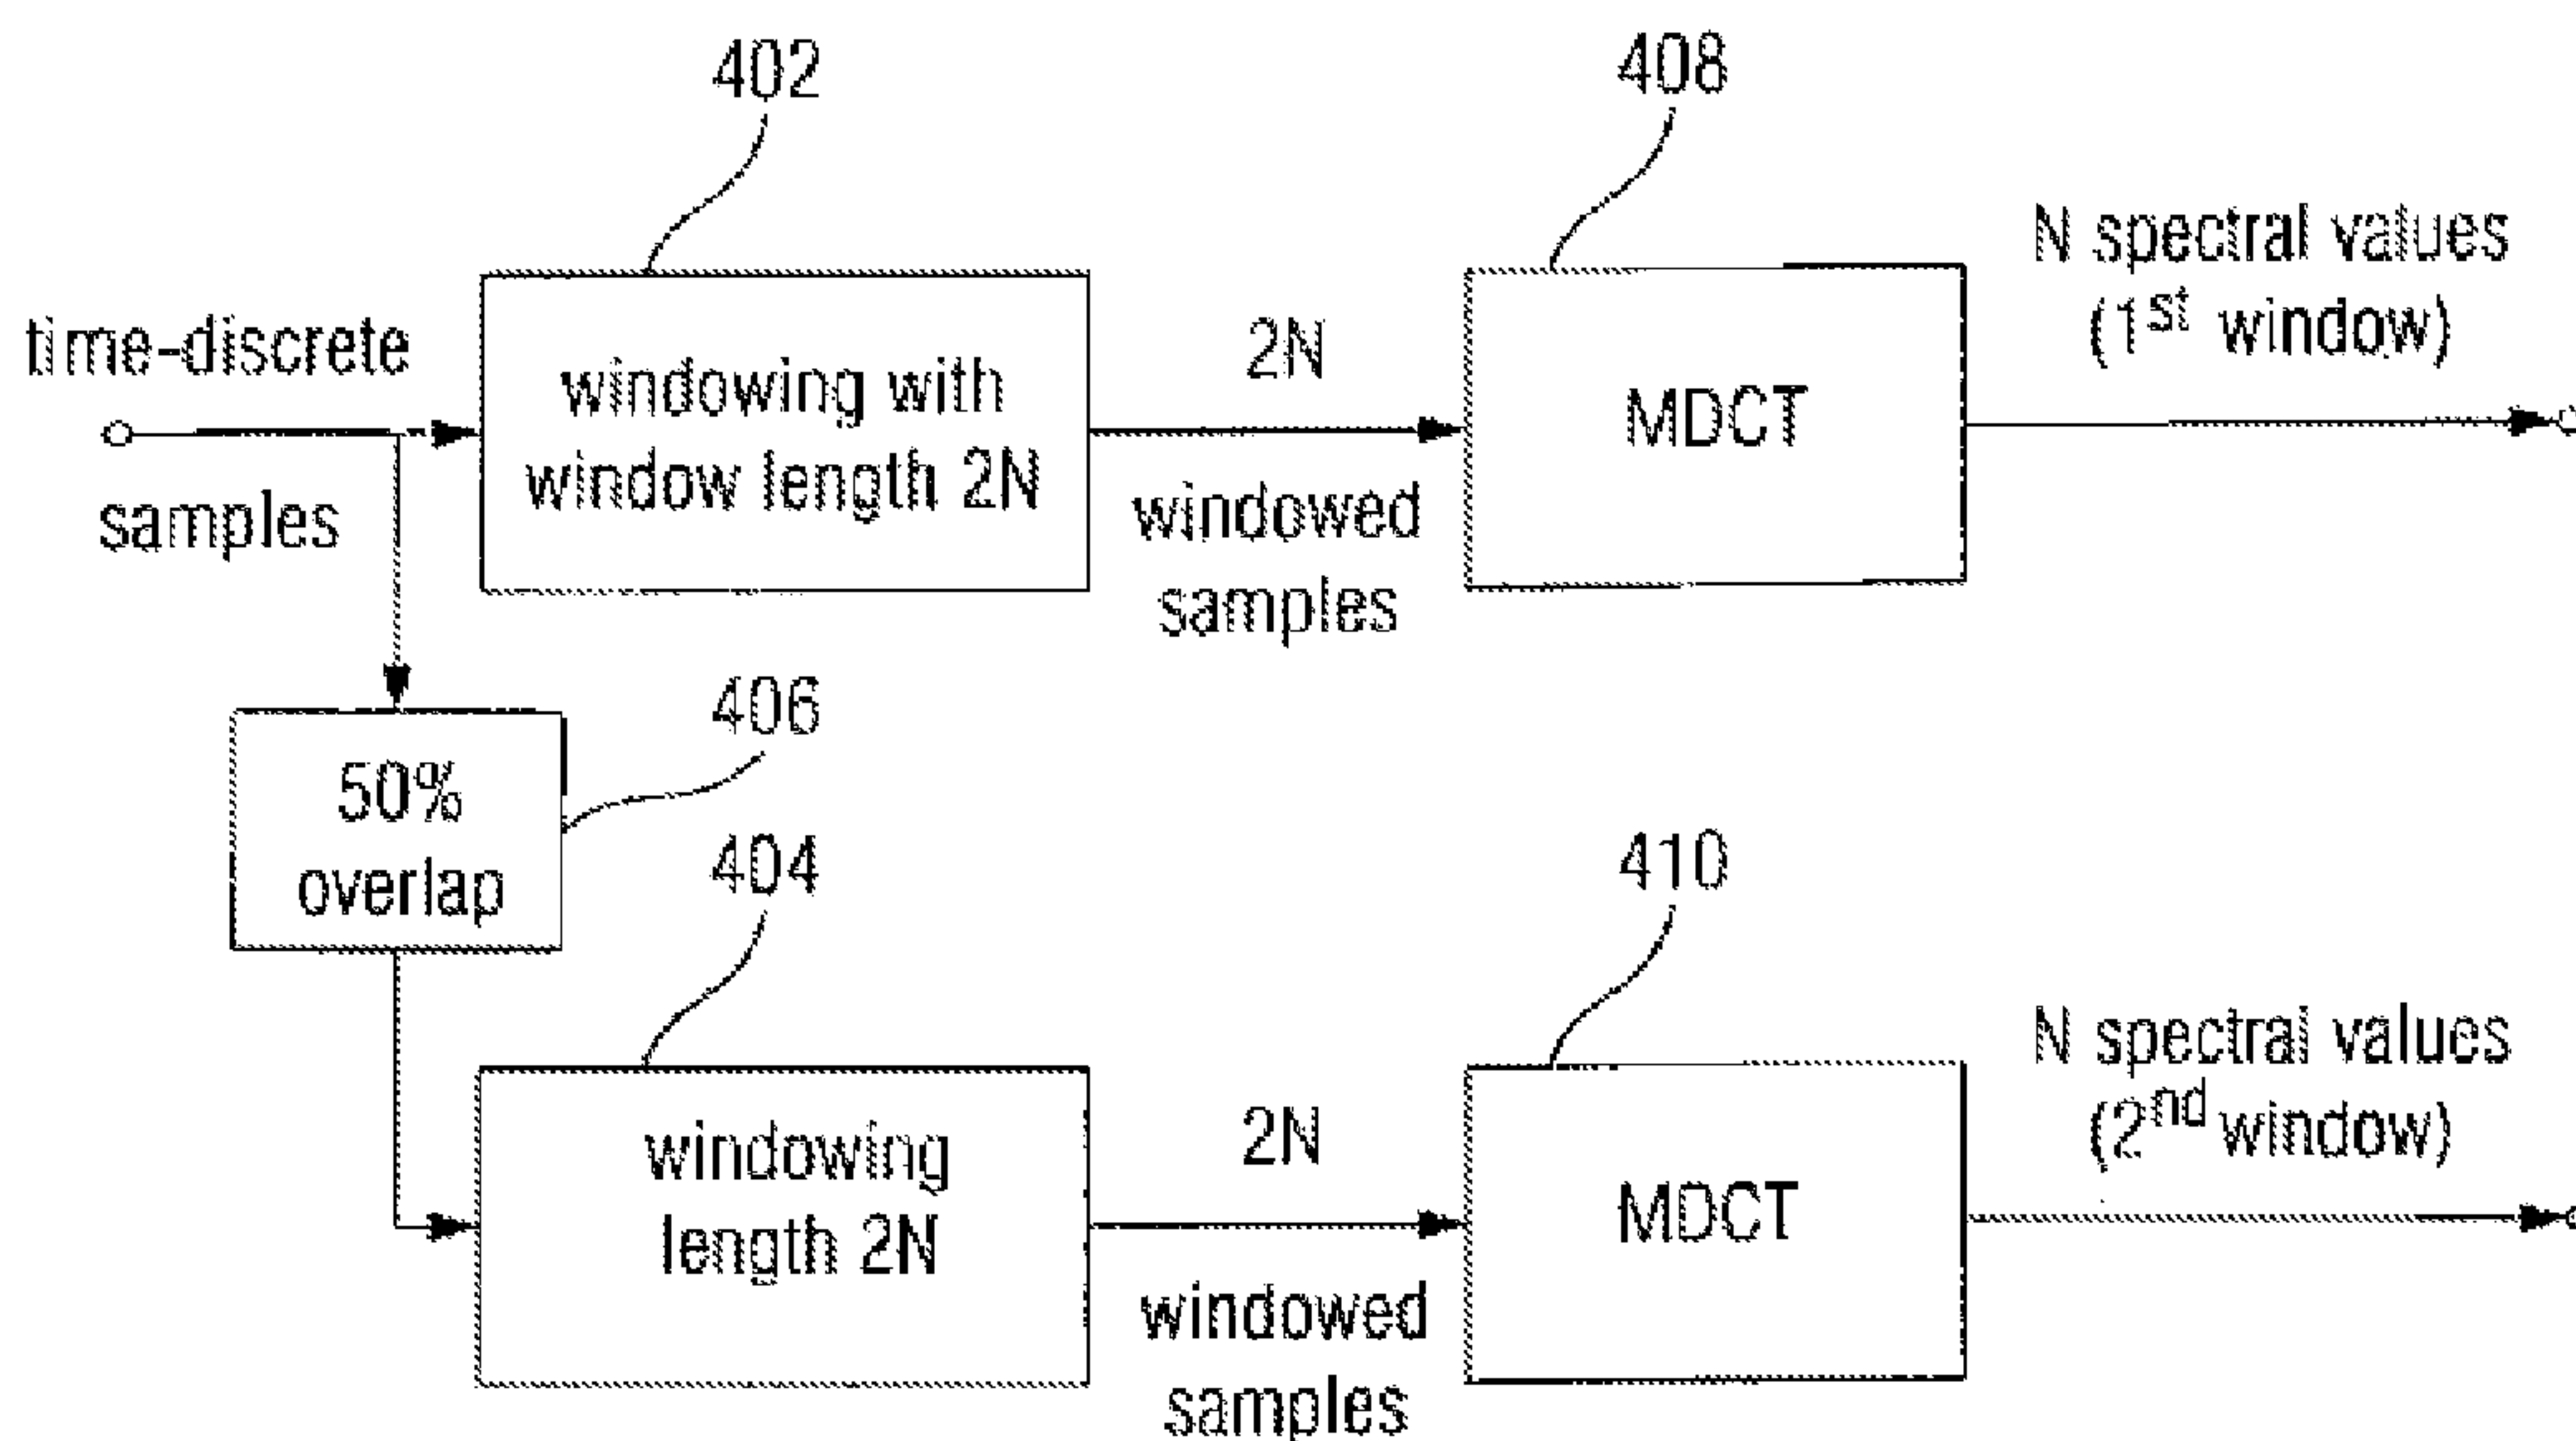 402
408
time-discrete
samples
windowing with
window length 2N
2N
windowed
samples
MDCT
N spectral values
(1st window)
406
50%
overlap
404
410
windowing
length 2N
2N
windowed
samples
MDCT
N spectral values
(2nd window)